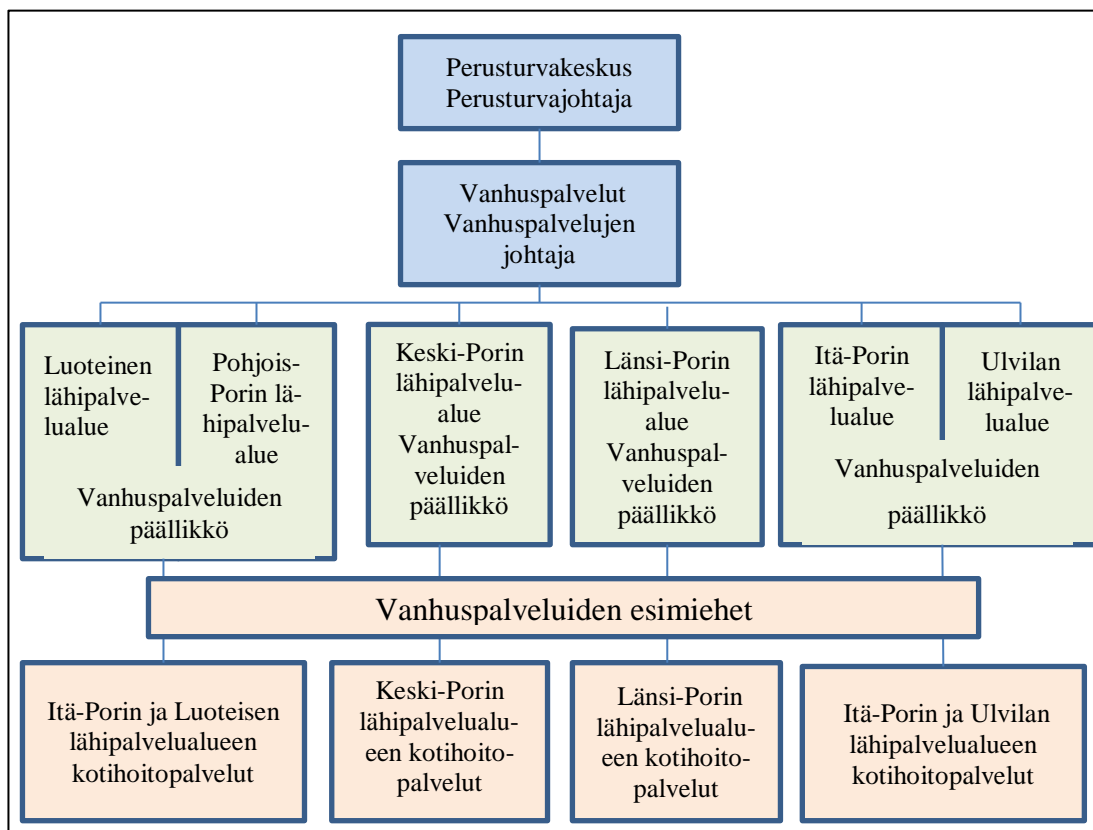 Perusturvakeskus
Perusturvajohtaja
Vanhuspalvelut
Vanhuspalvelujen
johtaja
Luoteinen
lähipalve-
lualue
Pohjois-
Porin lä-
hipalvelu-
alue
Vanhuspalveluiden
päällikkö
Keski-Porin
lähipalvelu-
alue
Vanhuspal-
veluiden
päällikkö
Länsi-Porin
lähipalvelu-
alue
Vanhuspal-
veluiden
päällikkö
Itä-Porin
lähipalve-
lualue
Ulvilan
lähipalve-
lualue
Vanhuspalveluiden
päällikkö
Vanhuspalveluiden esimiehet
Itä-Porin ja Luoteisen
lähipalvelualueen
kotihoitopalvelut
Keski-Porin
lähipalvelualu-
een kotihoito-
palvelut
Länsi-Porin
lähipalvelualu-
een kotihoito-
palvelut
Itä-Porin ja Ulvilan
lähipalvelualueen
kotihoitopalvelut